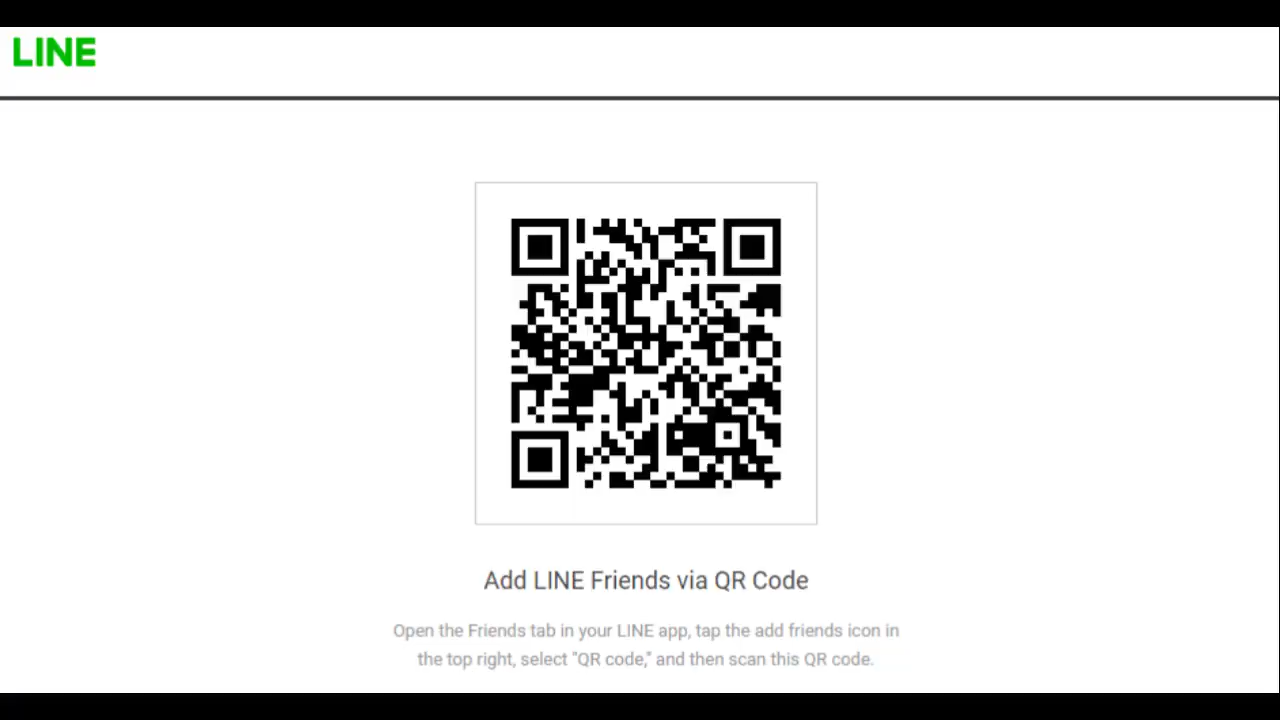 LINE
Add LINE Friends via QR Code
Open the Friends tab in your LINE app, tap the add friends icon in
the top right, select "QR code," and then scan this QR code.